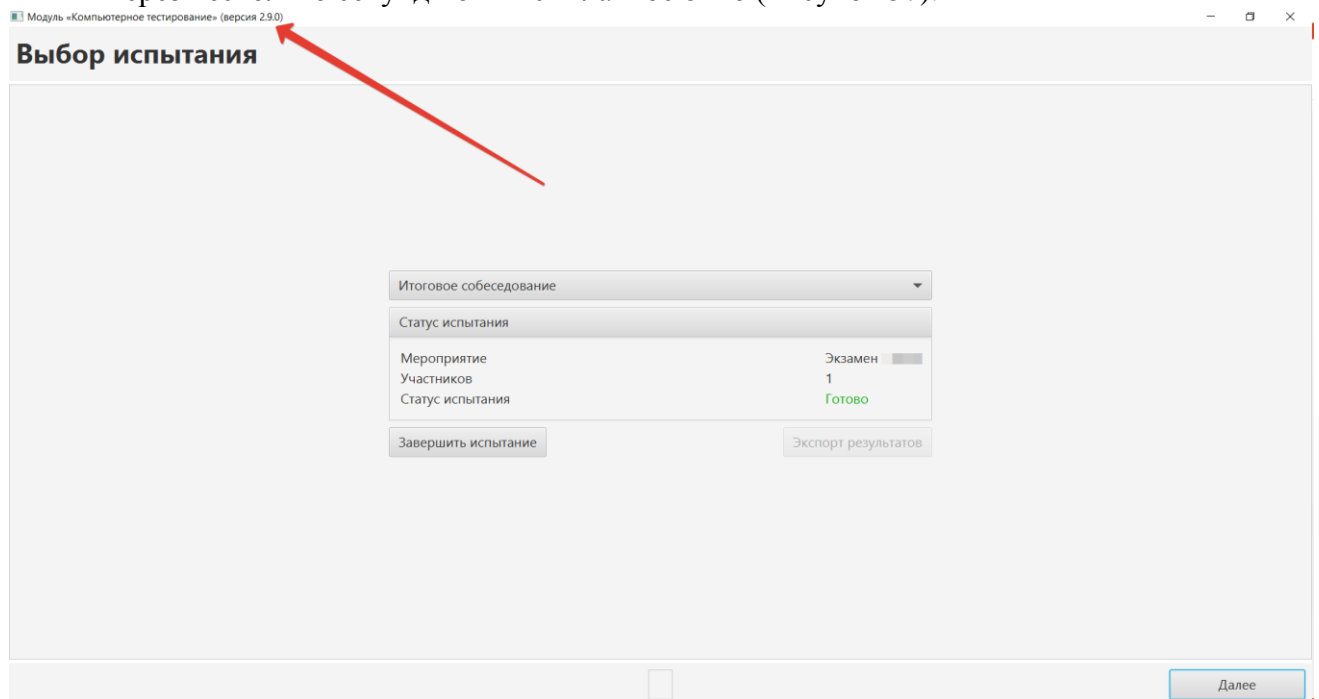 Модуль «Компьютерное тестирование» (версия 2.9.0)
Выбор испытания
Итоговое собеседование
Статус испытания
Мероприятие Экзамен
Участников 1
Статус испытания Готово
Завершить испытание Экспорт результатов
Далее